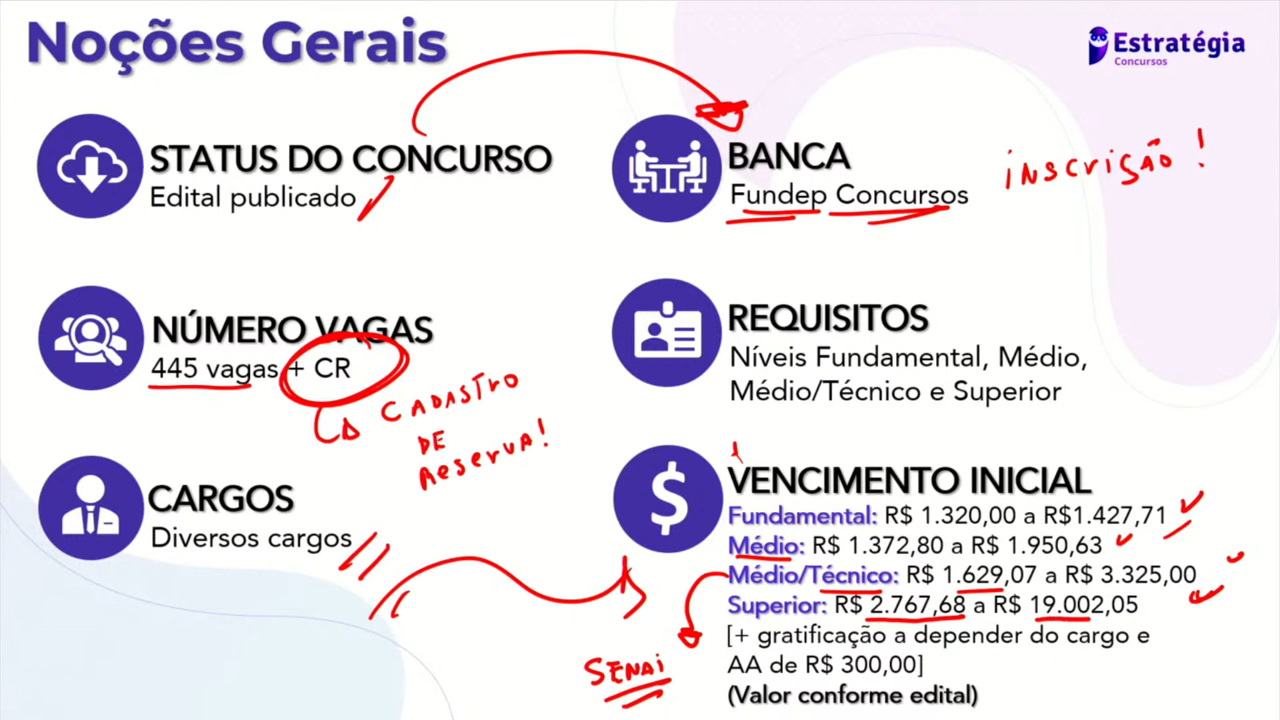 Noções Gerais
Estratégia
Concursos
STATUS DO CONCURSO
Edital publicado
BANCA
Fundep Concursos
inscrição!
NÚMERO VAGAS
445 vagas + CR
CADASTRO
DE
Reserva!
REQUISITOS
Níveis Fundamental, Médio,
Médio/Técnico e Superior
CARGOS
Diversos cargos
VENCIMENTO INICIAL
Fundamental: R$ 1.320,00 a R$1.427,71
Médio: R$ 1.372,80 a R$ 1.950,63
Médio/Técnico: R$ 1.629,07 a R$ 3.325,00
Superior: R$ 2.767,68 a R$ 19.002,05
[+ gratificação a depender do cargo e
AA de R$ 300,00]
(Valor conforme edital)
SENAi